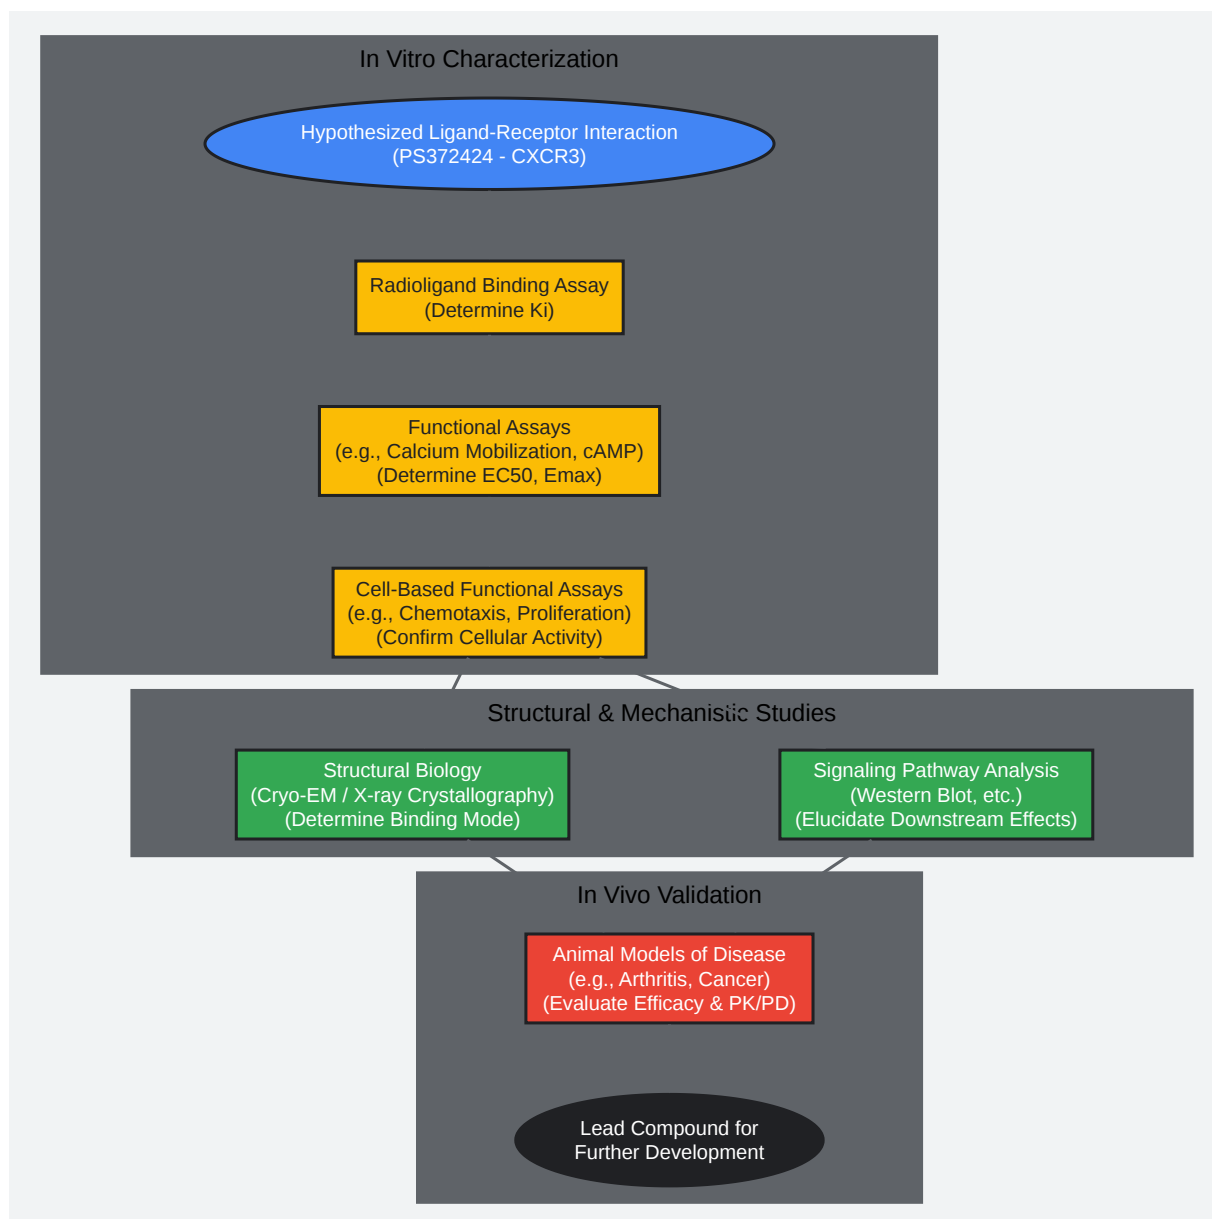 In Vitro Characterization
Hypothesized Ligand-Receptor Interaction
(PS372424 - CXCR3)
Radioligand Binding Assay
(Determine Ki)
Functional Assays
(e.g., Calcium Mobilization, cAMP)
(Determine EC50, Emax)
Cell-Based Functional Assays
(e.g., Chemotaxis, Proliferation)
(Confirm Cellular Activity)
Structural & Mechanistic Studies
Structural Biology
(Cryo-EM / X-ray Crystallography)
(Determine Binding Mode)
Signaling Pathway Analysis
(Western Blot, etc.)
(Elucidate Downstream Effects)
In Vivo Validation
Animal Models of Disease
(e.g., Arthritis, Cancer)
(Evaluate Efficacy & PK/PD)
Lead Compound for
Further Development